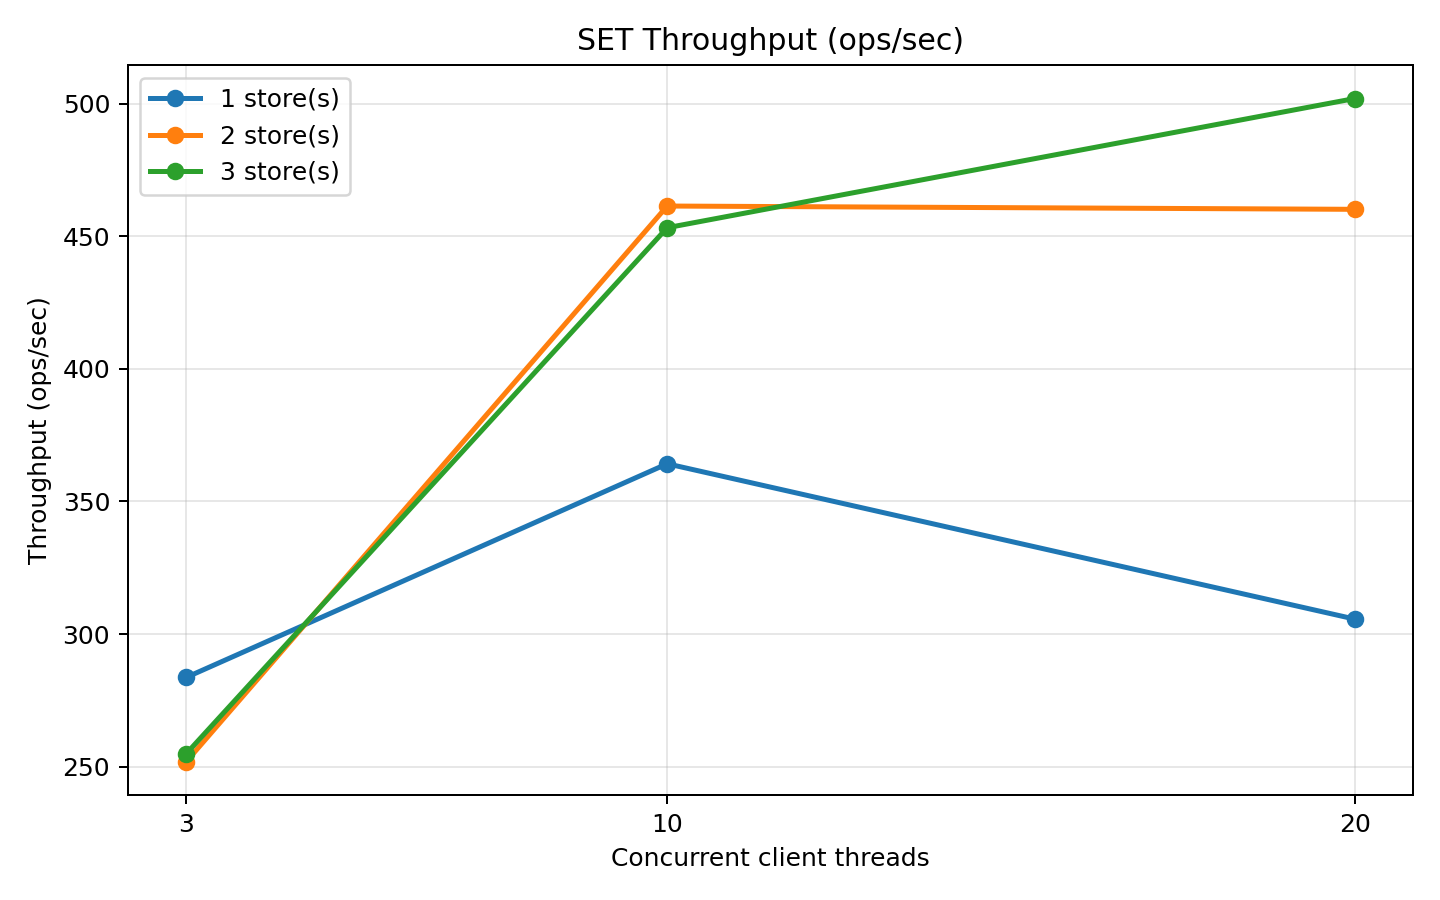 SET Throughput (ops/sec)
1 store(s)
2 store(s)
3 store(s)
500
450
400
350
300
250
Throughput (ops/sec)
3 10 20
Concurrent client threads